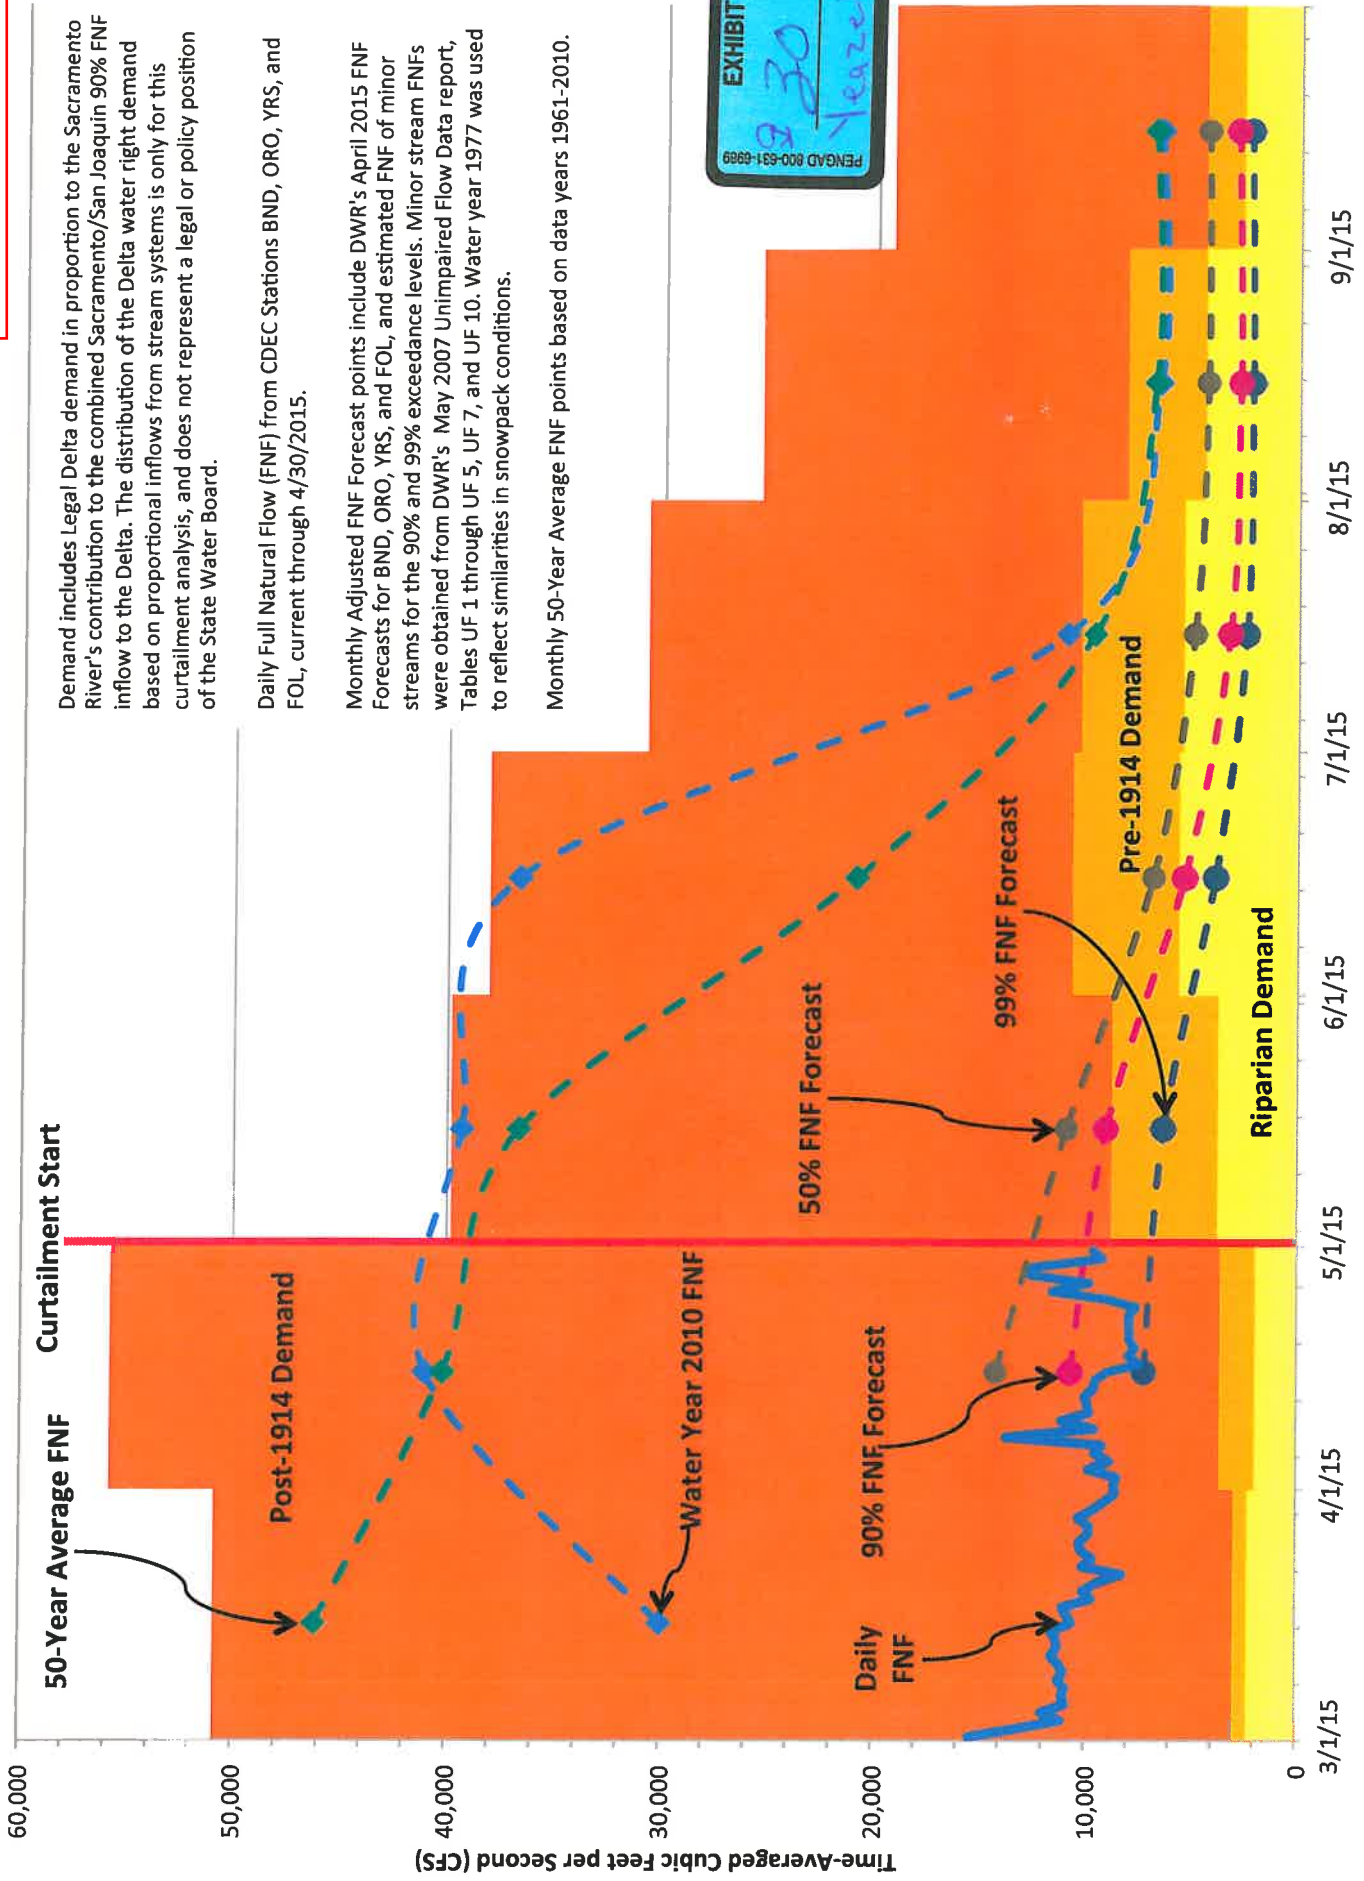 60,000
50,000
40,000
30,000
20,000
10,000
0
Time-Averaged Cubic Feet per Second (CFS)
3/1/15
4/1/15
5/1/15
6/1/15
7/1/15
8/1/15
9/1/15
50-Year Average FNF
Curtailment Start
Post-1914 Demand
Water Year 2010 FNF
90% FNF Forecast
Daily
FNF
50% FNF Forecast
99% FNF Forecast
Pre-1914 Demand
Riparian Demand
Demand includes Legal Delta demand in proportion to the Sacramento
River's contribution to the combined Sacramento/San Joaquin 90% FNF
inflow to the Delta. The distribution of the Delta water right demand
based on proportional inflows from stream systems is only for this
curtailment analysis, and does not represent a legal or policy position
of the State Water Board.
Daily Full Natural Flow (FNF) from CDEC Stations BND, ORO, YRS, and
FOL, current through 4/30/2015.
Monthly Adjusted FNF Forecast points include DWR's April 2015 FNF
Forecasts for BND, ORO, YRS, and FOL, and estimated FNF of minor
streams for the 90% and 99% exceedance levels. Minor stream FNFs
were obtained from DWR's May 2007 Unimpaired Flow Data report,
Tables UF 1 through UF 5, UF 7, and UF 10. Water year 1977 was used
to reflect similarities in snowpack conditions.
Monthly 50-Year Average FNF points based on data years 1961-2010.
PENGAD 800-631-6989
EXHIBIT
30